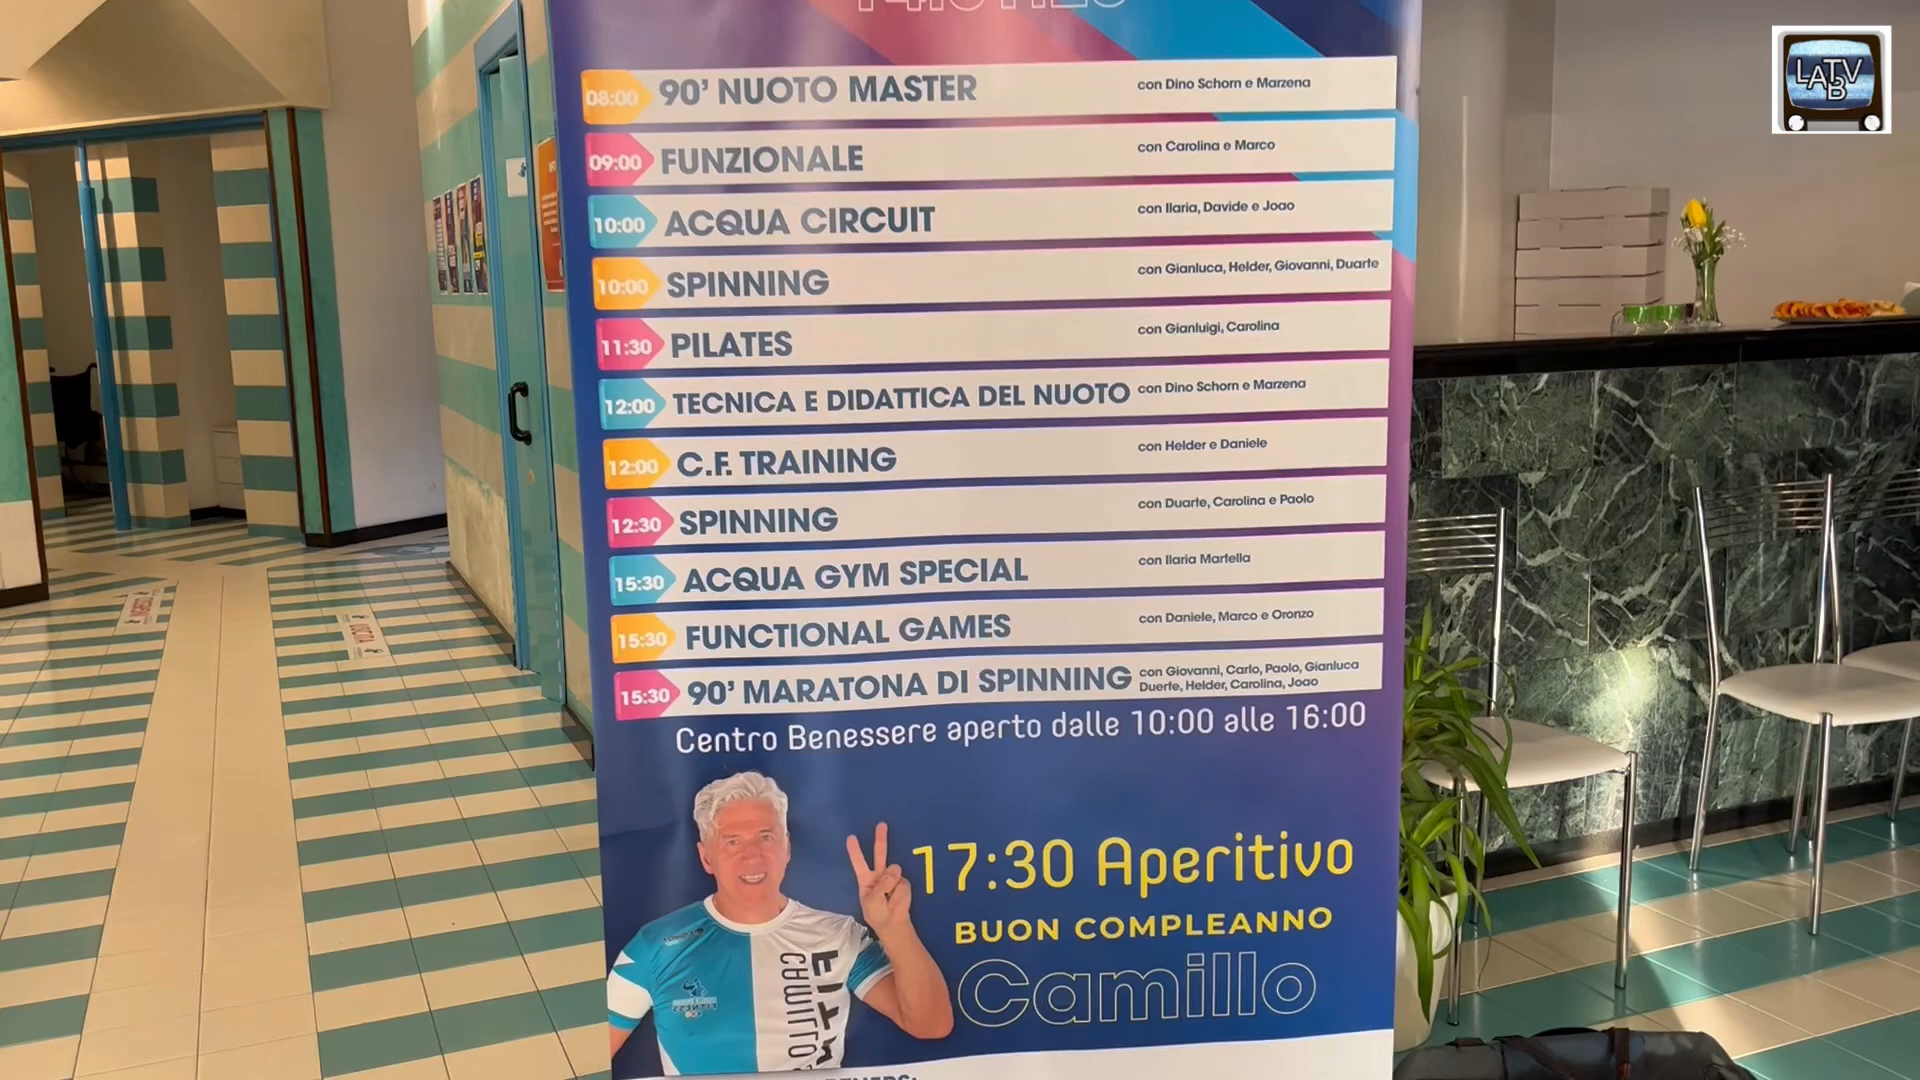 08:00 90' NUOTO MASTER con Dino Schorn e Marzena
09:00 FUNZIONALE con Carolina e Marco
10:00 ACQUA CIRCUIT con Ilaria, Davide e Joao
10:00 SPINNING con Gianluca, Helder, Giovanni, Duarte
11:30 PILATES con Gianluigi, Carolina
12:00 TECNICA E DIDATTICA DEL NUOTO con Dino Schorn e Marzena
12:00 C.F. TRAINING con Helder e Daniele
12:30 SPINNING con Duarte, Carolina e Paolo
15:30 ACQUA GYM SPECIAL con Ilaria Martella
15:30 FUNCTIONAL GAMES con Daniele, Marco e Oronzo
15:30 90' MARATONA DI SPINNING con Giovanni, Carlo, Paolo, Gianluca
Duerte, Helder, Carolina, Joao
Centro Benessere aperto dalle 10:00 alle 16:00
17:30 Aperitivo
BUON COMPLEANNO
Camillo
LATV
B
USCITA